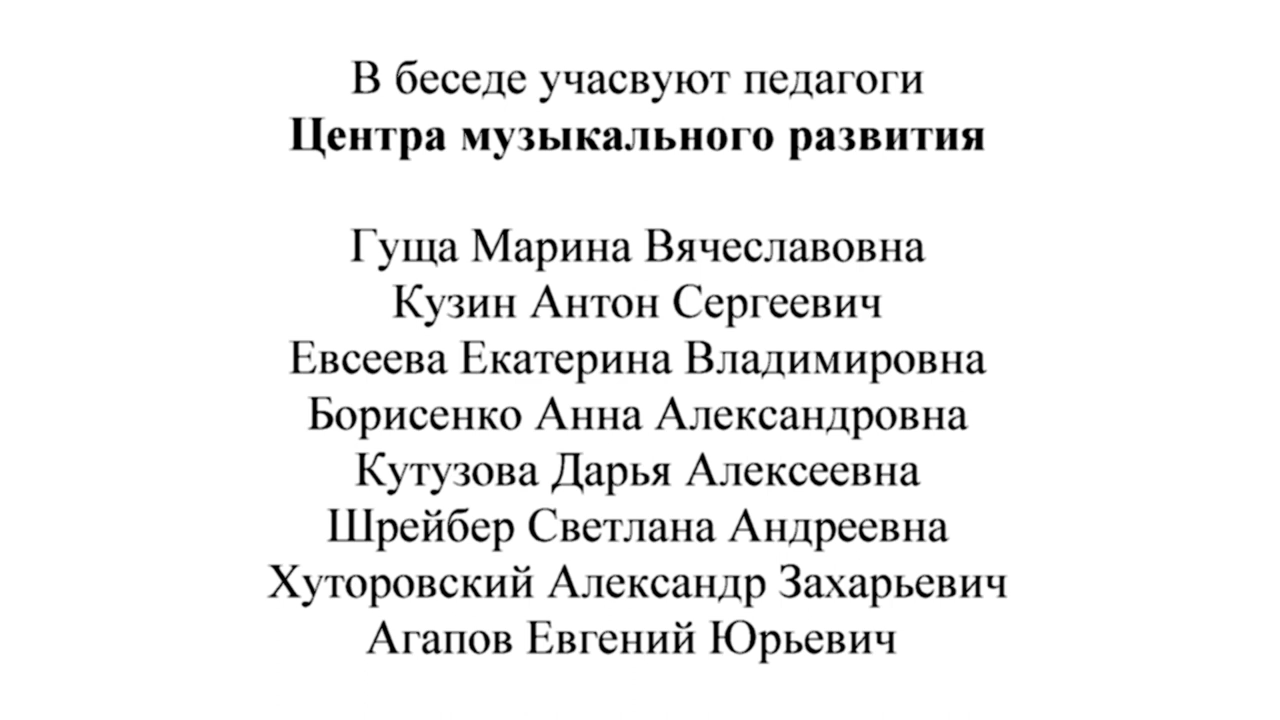 В беседе учасвуют педагоги
Центра музыкального развития
Гуща Марина Вячеславовна
Кузин Антон Сергеевич
Евсеева Екатерина Владимировна
Борисенко Анна Александровна
Кутузова Дарья Алексеевна
Шрейбер Светлана Андреевна
Хуторовский Александр Захарьевич
Агапов Евгений Юрьевич